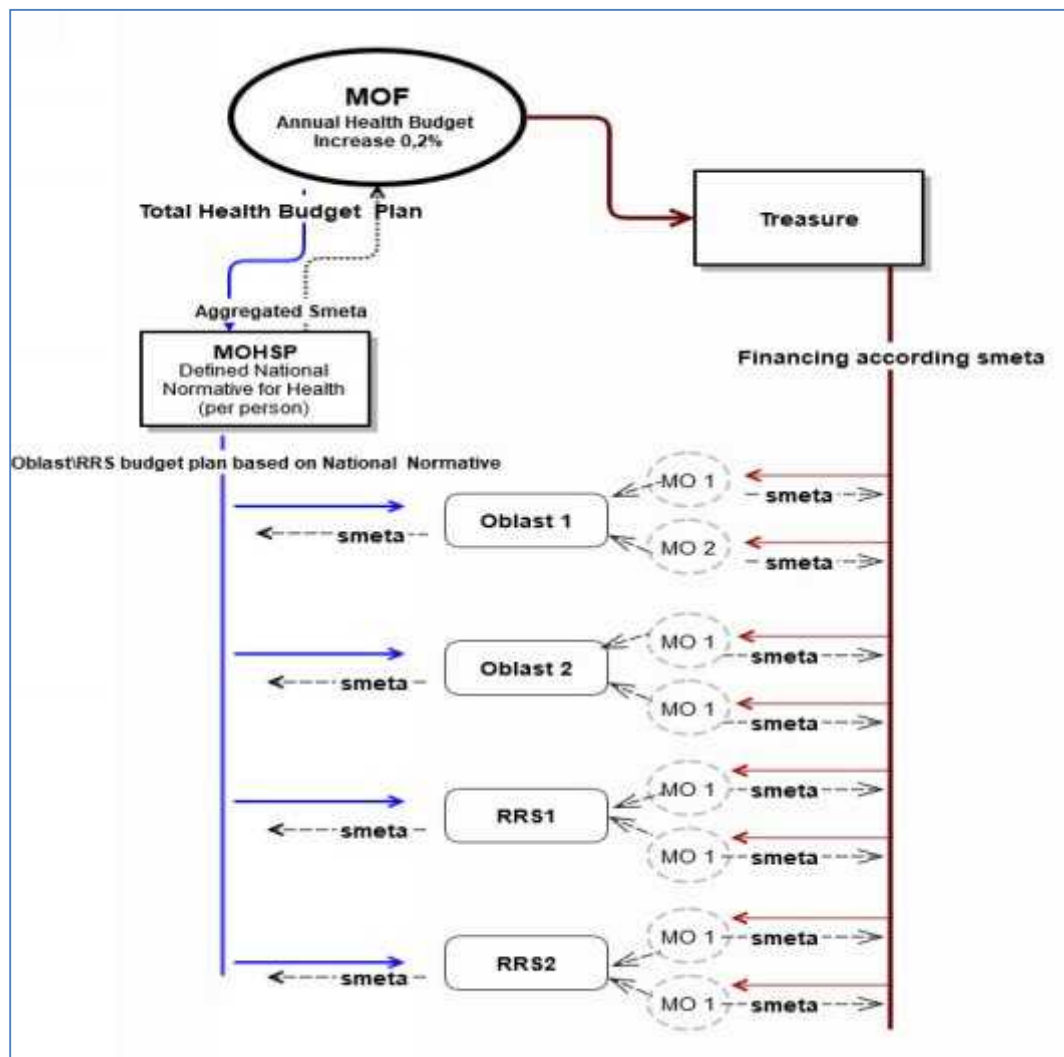 MOF
Annual Health Budget
Increase 0,2%
Total Health Budget Plan
Treasure
Aggregated Smeta
MOHSP
Defined National
Normative for Health
(per person)
Financing according smeta
Oblast\RRS budget plan based on National Normative
MO 1
smeta
Oblast 1
smeta
MO 2
smeta
MO 1
smeta
Oblast 2
smeta
MO 1
smeta
MO 1
smeta
RRS1
smeta
MO 1
smeta
MO 1
smeta
RRS2
smeta
MO 1
smeta